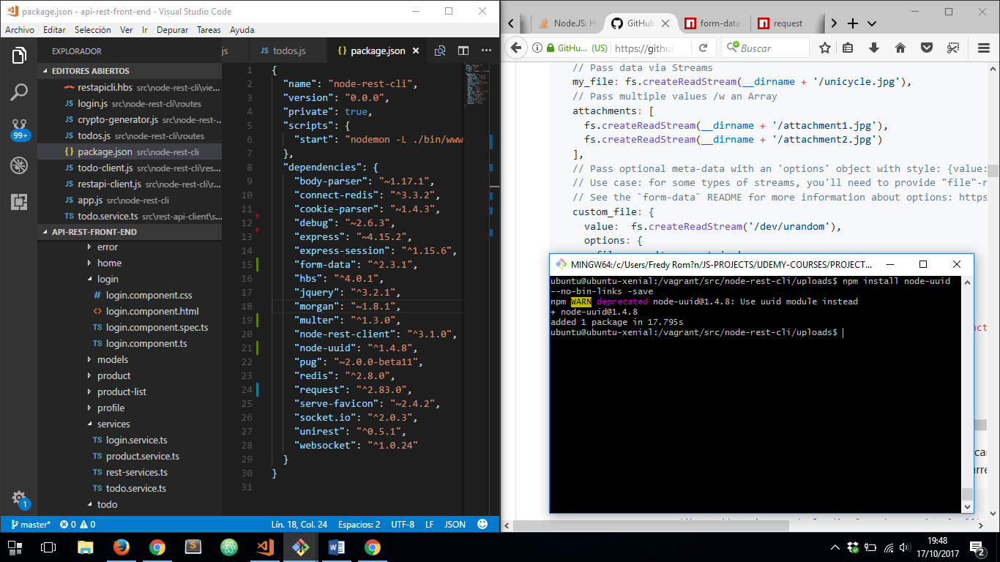 package.json - api-rest-front-end - Visual Studio Code
Archivo Editar Selección Ver Ir Depurar Tareas Ayuda
EXPLORADOR
EDITORES ABIERTOS
restapicli.hbs src\node-rest-cli\vie...
login.js src\node-rest-cli\routes
crypto-generator.js src\node-rest-...
todos.js src\node-rest-cli\routes
package.json src\node-rest-cli
todo-client.js src\node-rest-cli\res...
restapi-client.js src\node-rest-cli\r...
app.js src\node-rest-cli
todo.service.ts src\rest-api-client\s...
99+
API-REST-FRONT-END
error
home
login
login.component.css
login.component.html
login.component.spec.ts
login.component.ts
models
product
product-list
profile
services
login.service.ts
product.service.ts
rest-services.ts
todo.service.ts
todo
1
js todos.js package.json
1 {
2 "name": "node-rest-cli",
3 "version": "0.0.0",
4 "private": true,
5 "scripts": {
6 "start": "nodemon -L ./bin/www
7 },
8 "dependencies": {
9 "body-parser": "~1.17.1",
10 "connect-redis": "^3.3.2",
11 "cookie-parser": "~1.4.3",
12 "debug": "~2.6.3",
13 "express": "~4.15.2",
14 "express-session": "^1.15.6",
15 "form-data": "^2.3.1",
16 "hbs": "^4.0.1",
17 "jquery": "^3.2.1",
18 "morgan": "~1.8.1",
19 "multer": "^1.3.0",
20 "node-rest-client": "^3.1.0",
21 "node-uuid": "^1.4.8",
22 "pug": "~2.0.0-beta11",
23 "redis": "^2.8.0",
24 "request": "^2.83.0",
25 "serve-favicon": "~2.4.2",
26 "socket.io": "^2.0.3",
27 "unirest": "^0.5.1",
28 "websocket": "^1.0.24"
29 }
30 }
31
master* 0 0 Lín. 18, Col. 24 Espacios: 2 UTF-8 LF JSON
NodeJS: H GitHub form-data request
GitHu... (US) https://githu Buscar
// Pass data via Streams
my_file: fs.createReadStream(__dirname + '/unicycle.jpg'),
// Pass multiple values /w an Array
attachments: [
fs.createReadStream(__dirname + '/attachment1.jpg'),
fs.createReadStream(__dirname + '/attachment2.jpg')
],
// Pass optional meta-data with an 'options' object with style: {value:
// Use case: for some types of streams, you'll need to provide "file"-r
// See the `form-data` README for more information about options: https
custom_file: {
value: fs.createReadStream('/dev/urandom'),
options: {
MINGW64:/c/Users/Fredy Rom?n/JS-PROJECTS/UDEMY-COURSES/PROJECT...
ubuntu@ubuntu-xenial:/vagrant/src/node-rest-cli/uploads$ npm install node-uuid
--no-bin-links -save
npm WARN deprecated node-uuid@1.4.8: Use uuid module instead
+ node-uuid@1.4.8
added 1 package in 17.795s
ubuntu@ubuntu-xenial:/vagrant/src/node-rest-cli/uploads$
19:48
17/10/2017
2